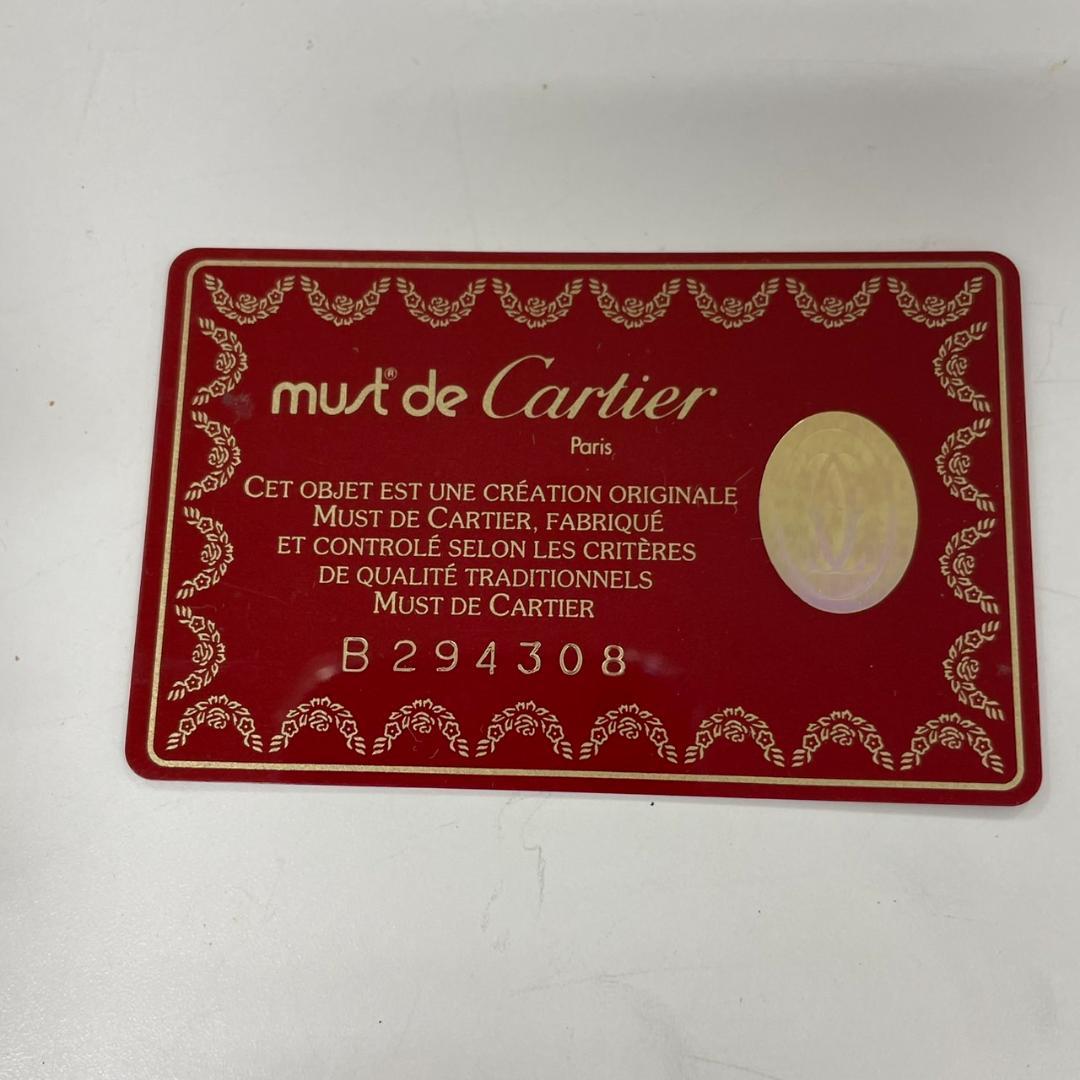 must® de Cartier
Paris
CET OBJET EST UNE CRÉATION ORIGINALE
MUST DE CARTIER, FABRIQUÉ
ET CONTROLÉ SELON LES CRITÈRES
DE QUALITÉ TRADITIONNELS
MUST DE CARTIER
B294308